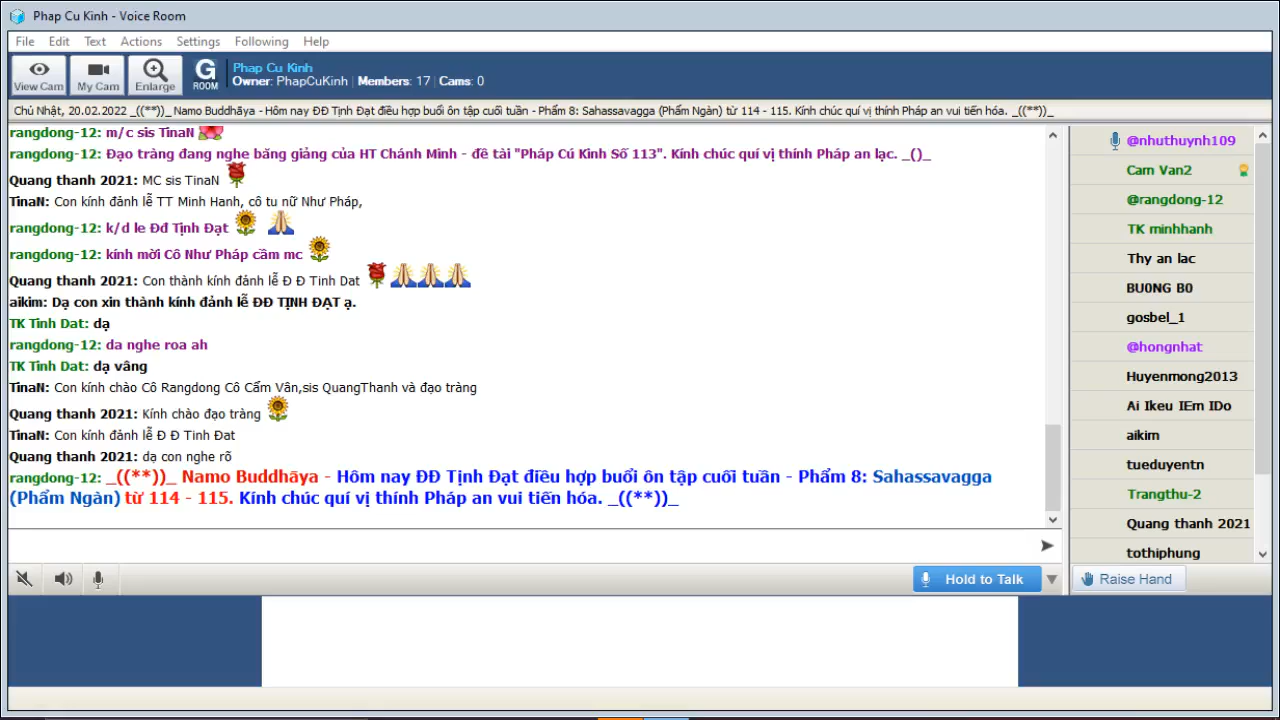 Phap Cu Kinh - Voice Room
File Edit Text Actions Settings Following Help
View Cam My Cam Enlarge G ROOM
Phap Cu Kinh
Owner: PhapCuKinh | Members: 17 | Cams: 0
Chủ Nhật, 20.02.2022 _((**))_ Namo Buddhãya - Hôm nay ĐĐ Tịnh Đạt điều hợp buổi ôn tập cuối tuần - Phẩm 8: Sahassavagga (Phẩm Ngàn) từ 114 - 115. Kính chúc quí vị thính Pháp an vui tiến hóa. _((**))_
rangdong-12: m/c sis TinaN
rangdong-12: Đạo tràng đang nghe băng giảng của HT Chánh Minh - đề tài "Pháp Cú Kinh Số 113". Kính chúc quí vị thính Pháp an lạc. _()_
Quang thanh 2021: MC sis TinaN
TinaN: Con kính đảnh lễ TT Minh Hanh, cô tu nữ Như Pháp,
rangdong-12: k/d le Đđ Tịnh Đạt
rangdong-12: kính mời Cô Như Pháp cầm mc
Quang thanh 2021: Con thành kính đảnh lễ Đ Đ Tinh Dat
aikim: Dạ con xin thành kính đảnh lễ ĐĐ TỊNH ĐẠT ạ.
TK Tinh Dat: dạ
rangdong-12: da nghe roa ah
TK Tinh Dat: dạ vâng
TinaN: Con kính chào Cô Rangdong Cô Cẩm Vân,sis QuangThanh và đạo tràng
Quang thanh 2021: Kính chào đạo tràng
TinaN: Con kính đảnh lễ Đ Đ Tinh Đat
Quang thanh 2021: dạ con nghe rõ
rangdong-12: _((**))_ Namo Buddhãya - Hôm nay ĐĐ Tịnh Đạt điều hợp buổi ôn tập cuối tuần - Phẩm 8: Sahassavagga
(Phẩm Ngàn) từ 114 - 115. Kính chúc quí vị thính Pháp an vui tiến hóa. _((**))_
Hold to Talk
@nhuthuynh109
Cam Van2
@rangdong-12
TK minhhanh
Thy an lac
BU0NG B0
gosbel_1
@hongnhat
Huyenmong2013
Ai Ikeu IEm IDo
aikim
tueduyentn
Trangthu-2
Quang thanh 2021
tothiphung
Raise Hand